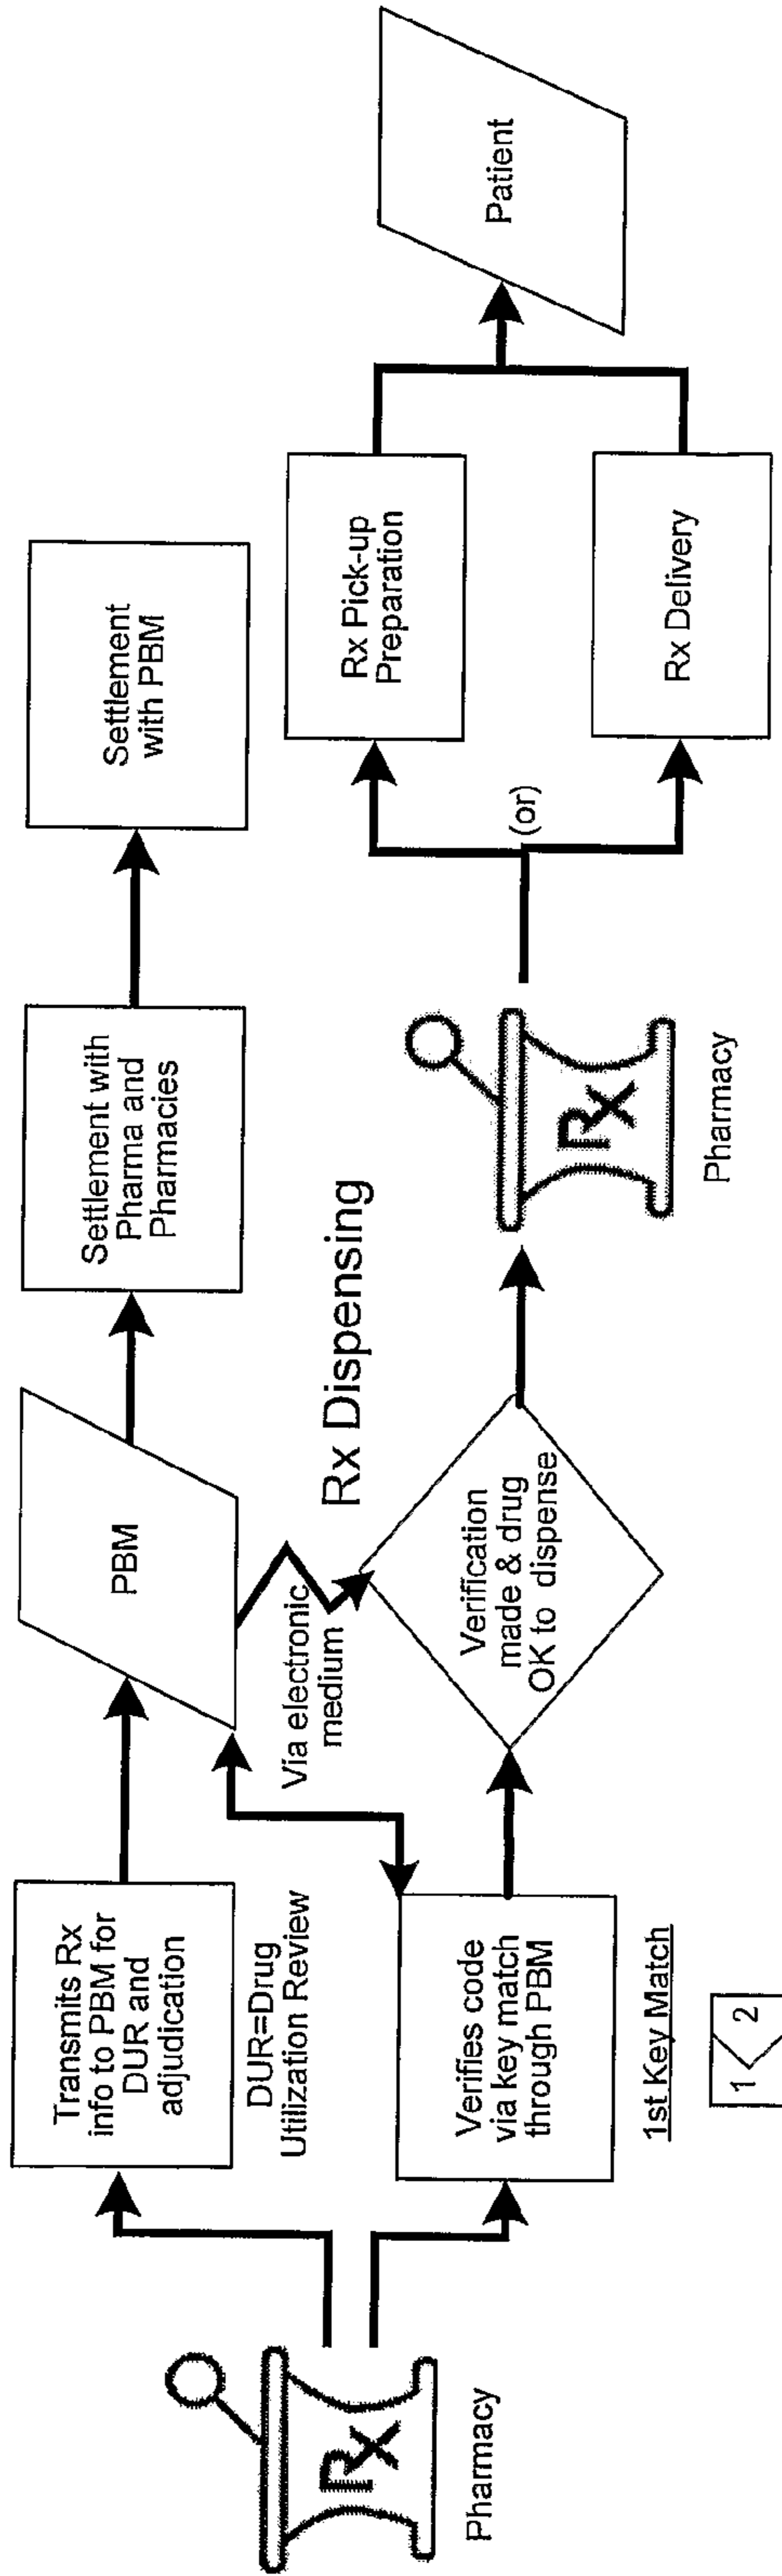 Rx
Pharmacy
Transmits Rx
info to PBM for
DUR and
adjudication
DUR=Drug
Utilization Review
Verifies code
via key match
through PBM
1st Key Match
1
2
PBM
Via electronic
medium
Rx Dispensing
Verification
made & drug
OK to dispense
Settlement with
Pharma and
Pharmacies
Settlement
with PBM
Rx
Pharmacy
(or)
Rx Pick-up
Preparation
Rx Delivery
Patient